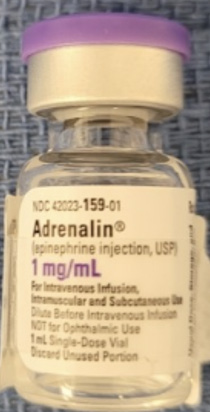 NDC 42023-159-01
Adrenalin®
(epinephrine injection, USP)
1 mg/mL
For Intravenous Infusion,
Intramuscular and Subcutaneous Use
Dilute Before Intravenous Infusion
NOT for Ophthalmic Use
1 mL Single-Dose Vial
Discard Unused Portion